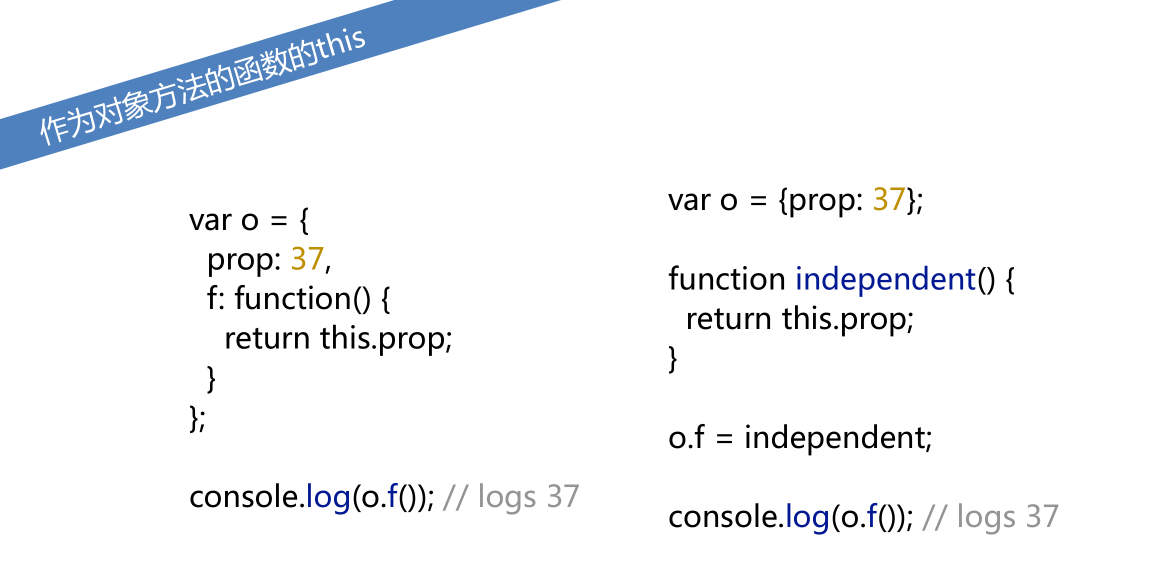 作为对象方法的函数的this
var o = {
  prop: 37,
  f: function() {
    return this.prop;
  }
};
console.log(o.f()); // logs 37
var o = {prop: 37};
function independent() {
  return this.prop;
}
o.f = independent;
console.log(o.f()); // logs 37